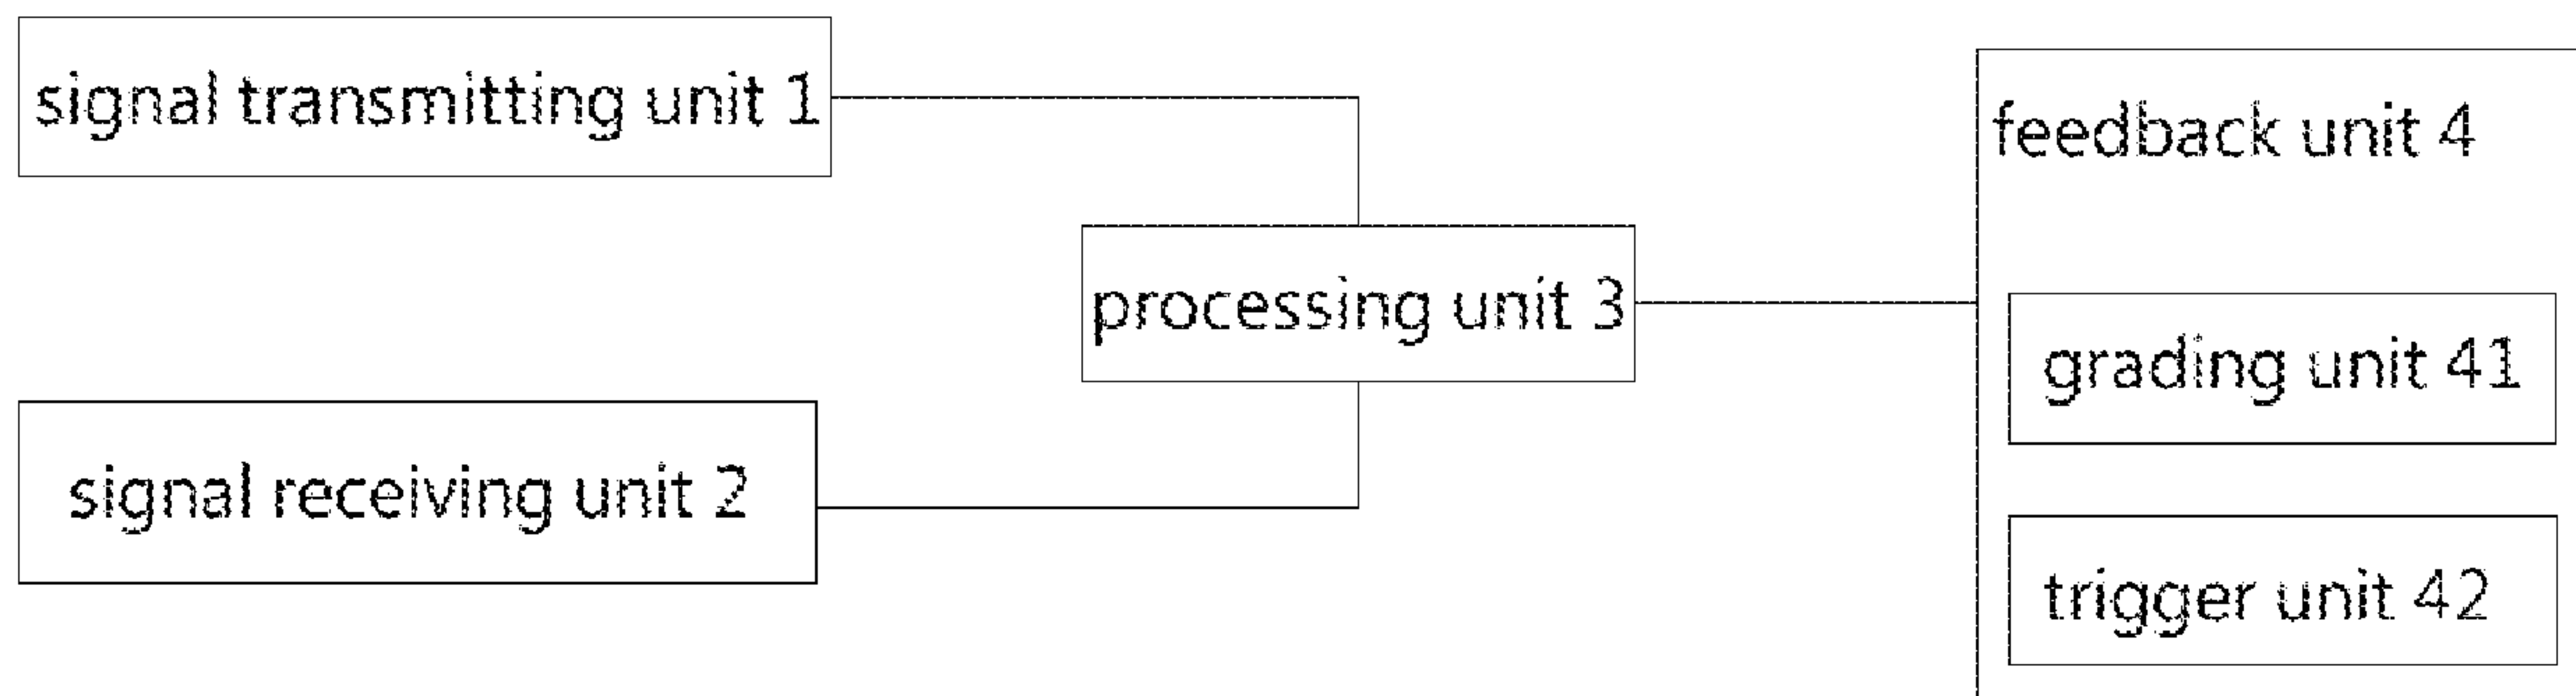 signal transmitting unit 1
feedback unit 4
processing unit 3
grading unit 41
signal receiving unit 2
trigger unit 42